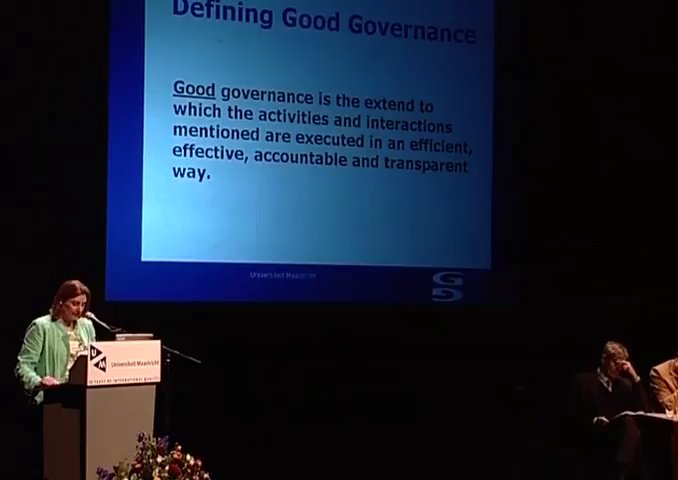 Defining Good Governance
Good governance is the extend to
which the activities and interactions
mentioned are executed in an efficient,
effective, accountable and transparent
way.
Universiteit Maastricht
U
M
Universiteit Maastricht